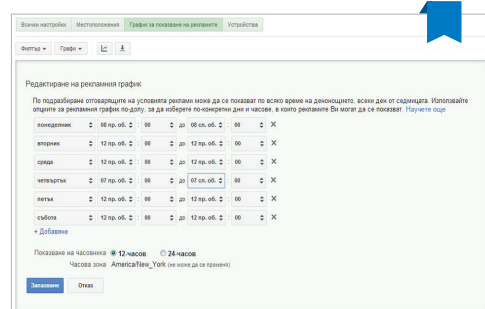 Всички настройки Местоположения График за показване на рекламите Устройства
Филтър Графи
Редактиране на рекламния график
По подразбиране отговарящите на условията реклами може да се показват по всяко време на денонощието, всеки ден от седмицата. Използвайте
опциите за рекламния график по-долу, за да изберете по-конкретни дни и часове, в които рекламите Ви могат да се показват. Научете още
понеделник 08 пр. об. : 00 до 08 сл. об. : 00 X
вторник 12 пр. об. : 00 до 12 пр. об. : 00 X
сряда 12 пр. об. : 00 до 12 пр. об. : 00 X
четвъртък 07 пр. об. : 00 до 07 сл. об. : 00 X
петък 12 пр. об. : 00 до 12 пр. об. : 00 X
събота 12 пр. об. : 00 до 12 пр. об. : 00 X
+ Добавяне
Показване на часовника 12-часов 24-часов
Часова зона America/New_York (не може да се променя)
Запазване Отказ